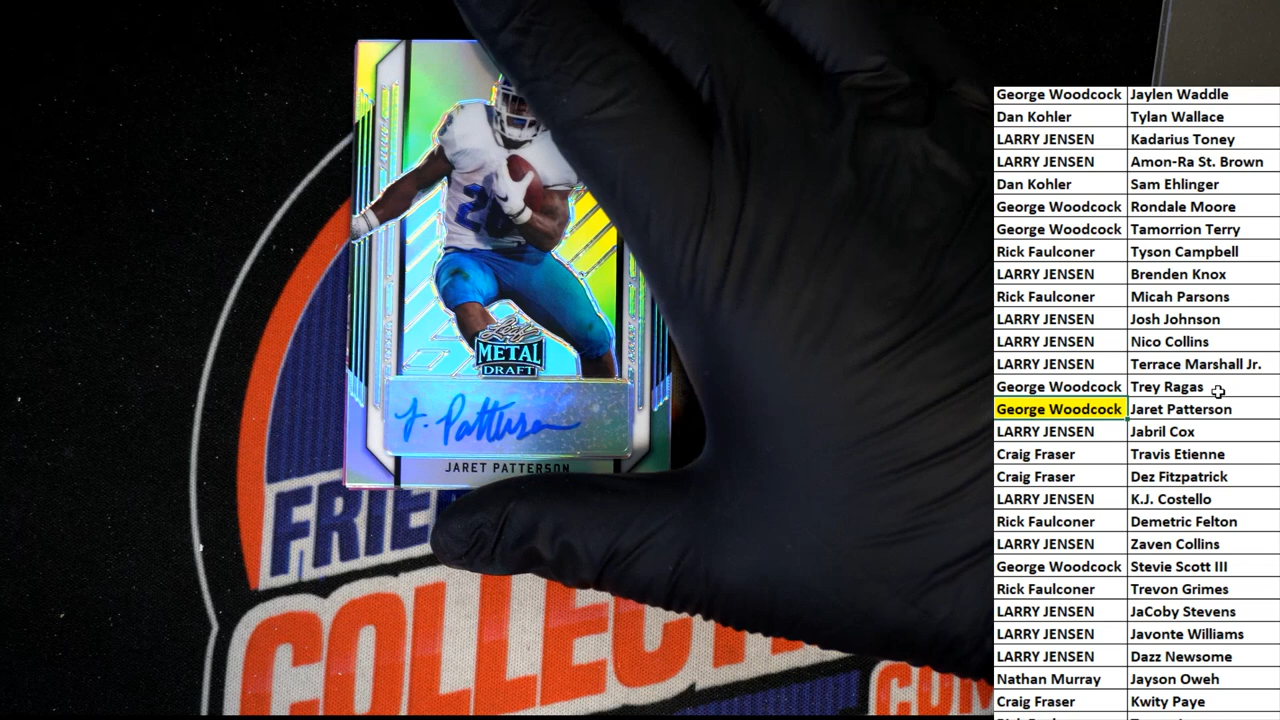 Leaf
METAL
DRAFT
J. Patterson
JARET PATTERSON
FRIE
COLLECT
COM
George Woodcock Jaylen Waddle
Dan Kohler Tylan Wallace
LARRY JENSEN Kadarius Toney
LARRY JENSEN Amon-Ra St. Brown
Dan Kohler Sam Ehlinger
George Woodcock Rondale Moore
George Woodcock Tamorrion Terry
Rick Faulconer Tyson Campbell
LARRY JENSEN Brenden Knox
Rick Faulconer Micah Parsons
LARRY JENSEN Josh Johnson
LARRY JENSEN Nico Collins
LARRY JENSEN Terrace Marshall Jr.
George Woodcock Trey Ragas
George Woodcock Jaret Patterson
LARRY JENSEN Jabril Cox
Craig Fraser Travis Etienne
Craig Fraser Dez Fitzpatrick
LARRY JENSEN K.J. Costello
Rick Faulconer Demetric Felton
LARRY JENSEN Zaven Collins
George Woodcock Stevie Scott III
Rick Faulconer Trevon Grimes
LARRY JENSEN JaCoby Stevens
LARRY JENSEN Javonte Williams
LARRY JENSEN Dazz Newsome
Nathan Murray Jayson Oweh
Craig Fraser Kwity Paye